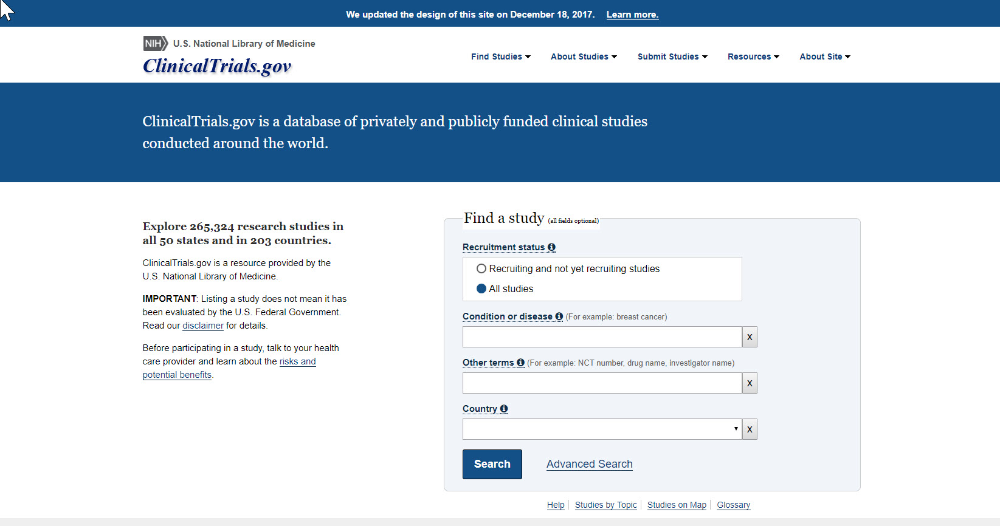 We updated the design of this site on December 18, 2017. Learn more.
NIH U.S. National Library of Medicine
ClinicalTrials.gov
Find Studies About Studies Submit Studies Resources About Site
ClinicalTrials.gov is a database of privately and publicly funded clinical studies
conducted around the world.
Explore 265,324 research studies in
all 50 states and in 203 countries.
ClinicalTrials.gov is a resource provided by the
U.S. National Library of Medicine.
IMPORTANT: Listing a study does not mean it has
been evaluated by the U.S. Federal Government.
Read our disclaimer for details.
Before participating in a study, talk to your health
care provider and learn about the risks and
potential benefits.
Find a study (all fields optional)
Recruitment status
Recruiting and not yet recruiting studies
All studies
Condition or disease (For example: breast cancer)
X
Other terms (For example: NCT number, drug name, investigator name)
X
Country
X
Search Advanced Search
Help Studies by Topic Studies on Map Glossary